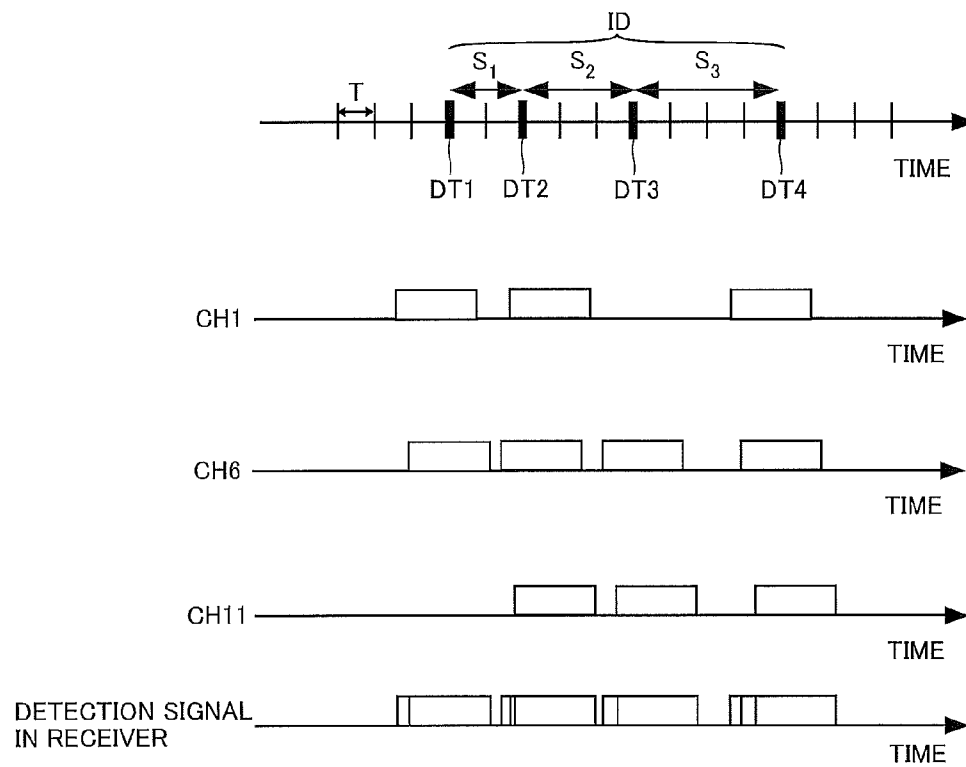 ID
S1 S2 S3
T
TIME
DT1 DT2 DT3 DT4
CH1
TIME
CH6
TIME
CH11
TIME
DETECTION SIGNAL
IN RECEIVER
TIME